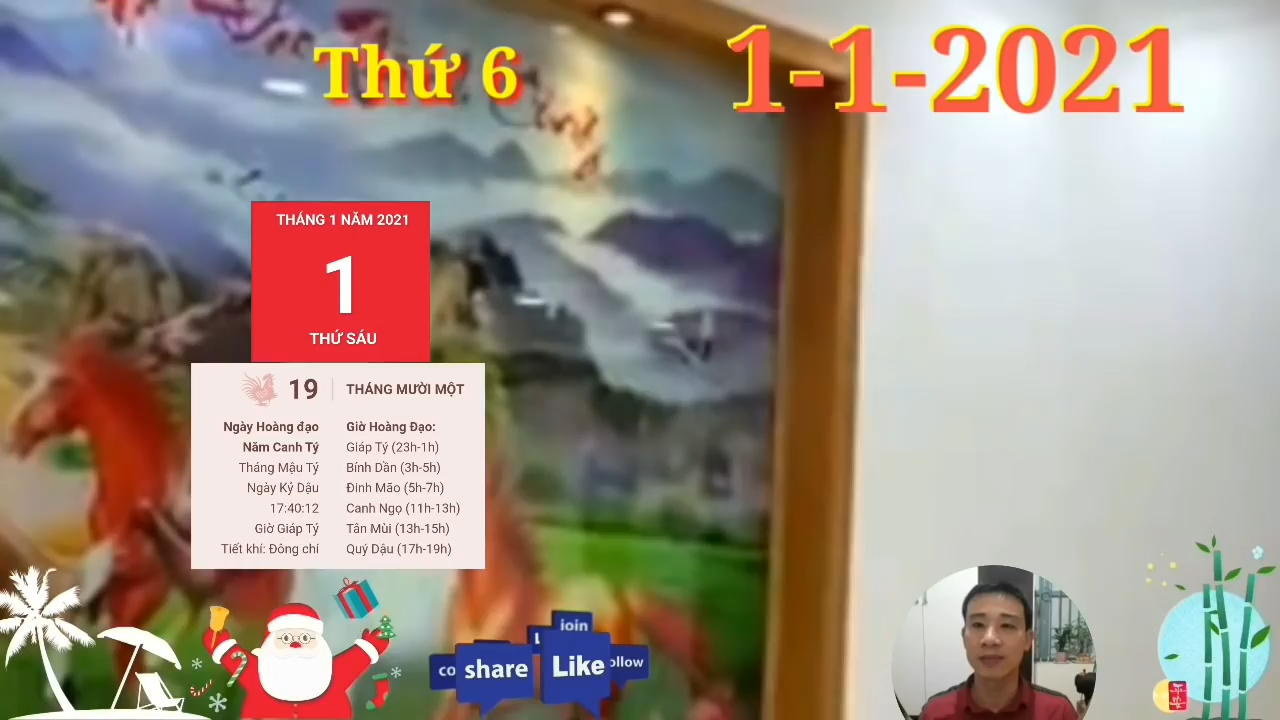 Thứ 6
1-1-2021
THÁNG 1 NĂM 2021
1
THỨ SÁU
19
THÁNG MƯỜI MỘT
Ngày Hoàng đạo
Năm Canh Tý
Tháng Mậu Tý
Ngày Kỷ Dậu
17:40:12
Giờ Giáp Tý
Tiết khí: Đông chí
Giờ Hoàng Đạo:
Giáp Tý (23h-1h)
Bính Dần (3h-5h)
Đinh Mão (5h-7h)
Canh Ngọ (11h-13h)
Tân Mùi (13h-15h)
Quý Dậu (17h-19h)
join
share
Like